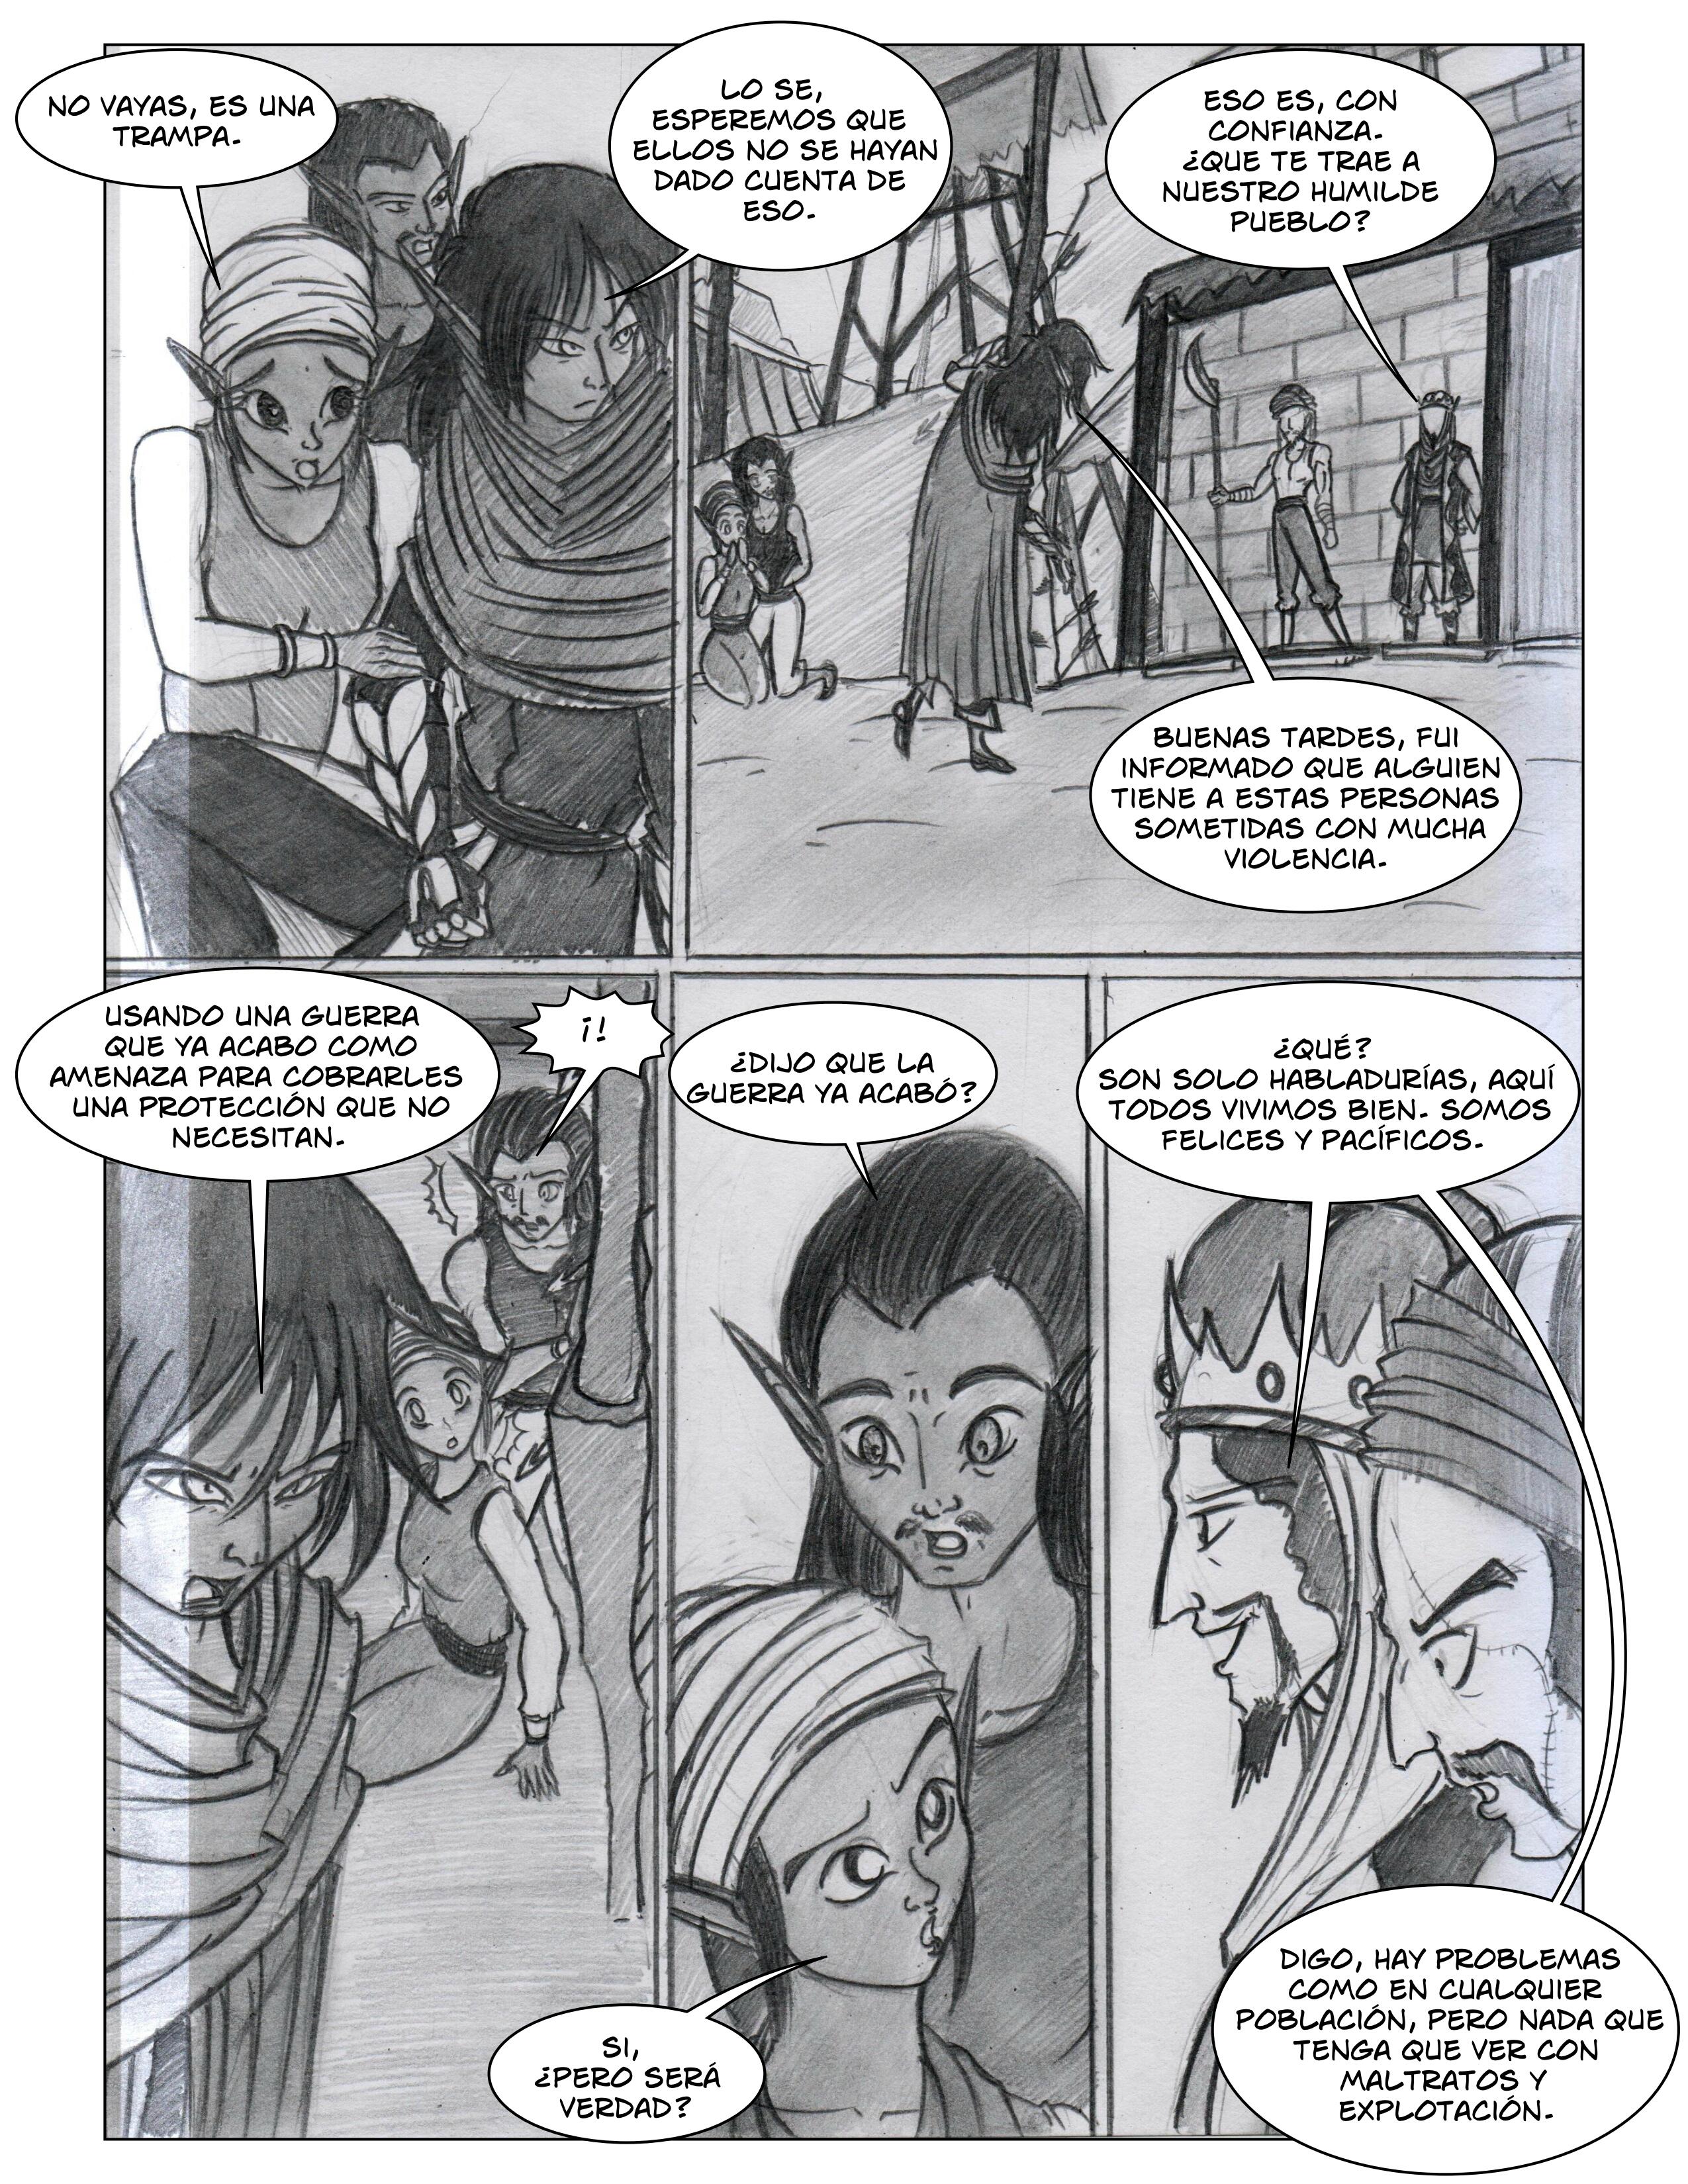 NO VAYAS, ES UNA
TRAMPA.
LO SE,
ESPEREMOS QUE
ELLOS NO SE HAYAN
DADO CUENTA DE
ESO.
ESO ES, CON
CONFIANZA.
¿QUE TE TRAE A
NUESTRO HUMILDE
PUEBLO?
BUENAS TARDES, FUI
INFORMADO QUE ALGUIEN
TIENE A ESTAS PERSONAS
SOMETIDAS CON MUCHA
VIOLENCIA.
USANDO UNA GUERRA
QUE YA ACABO COMO
AMENAZA PARA COBRARLES
UNA PROTECCIÓN QUE NO
NECESITAN.
¡!
¿DIJO QUE LA
GUERRA YA ACABÓ?
SI,
¿PERO SERÁ
VERDAD?
¿QUÉ?
SON SOLO HABLADURÍAS, AQUÍ
TODOS VIVIMOS BIEN. SOMOS
FELICES Y PACÍFICOS.
DIGO, HAY PROBLEMAS
COMO EN CUALQUIER
POBLACIÓN, PERO NADA QUE
TENGA QUE VER CON
MALTRATOS Y
EXPLOTACIÓN.